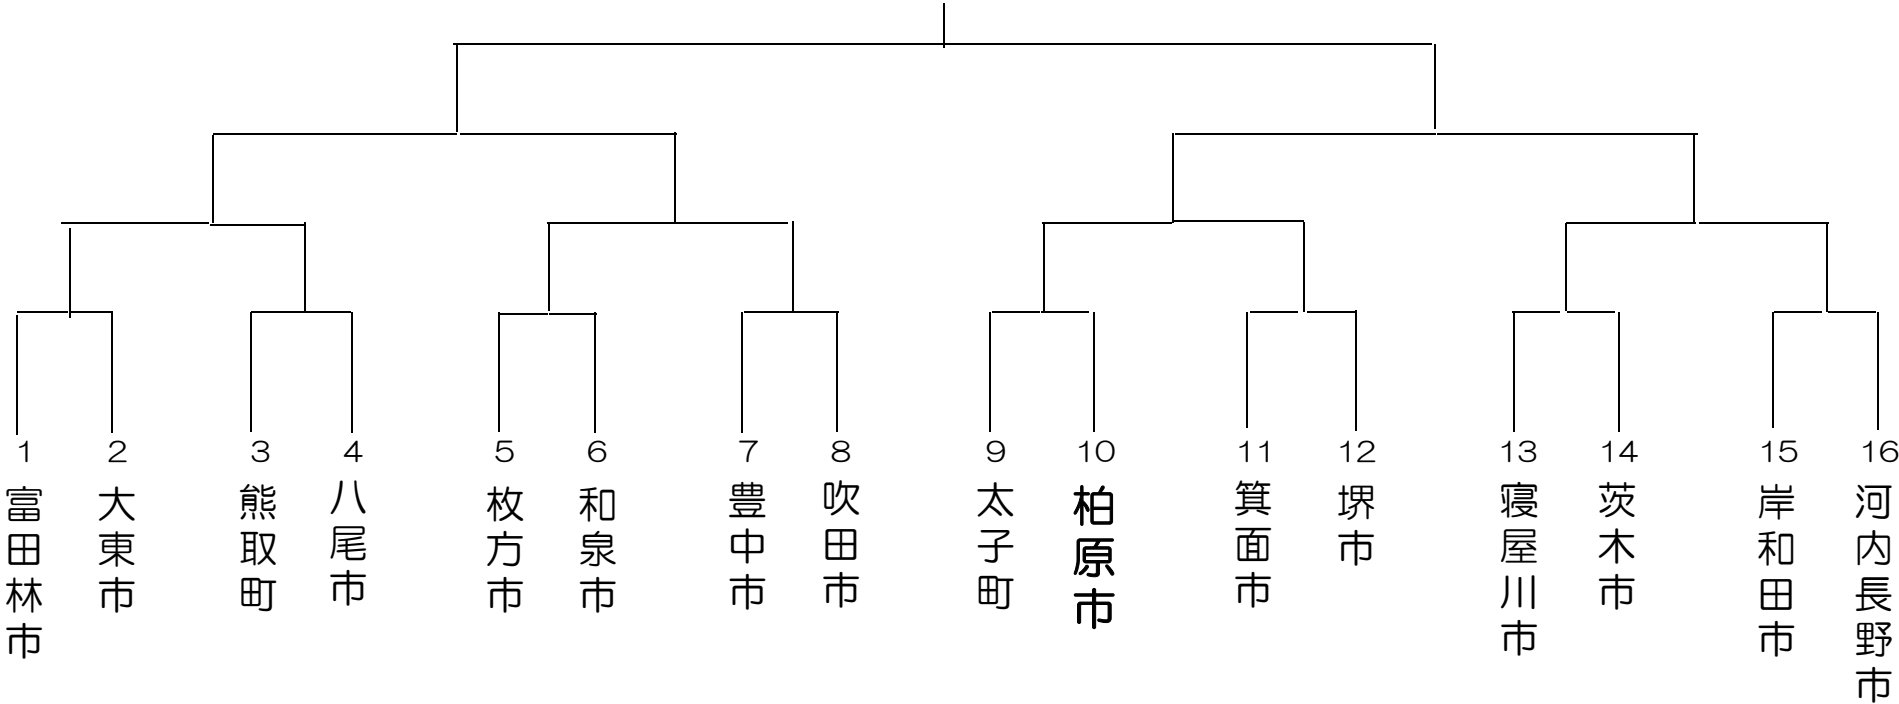 1
富田林市
2
大東市
3
熊取町
4
八尾市
5
枚方市
6
和泉市
7
豊中市
8
吹田市
9
太子町
10
柏原市
11
箕面市
12
堺市
13
寝屋川市
14
茨木市
15
岸和田市
16
河内長野市